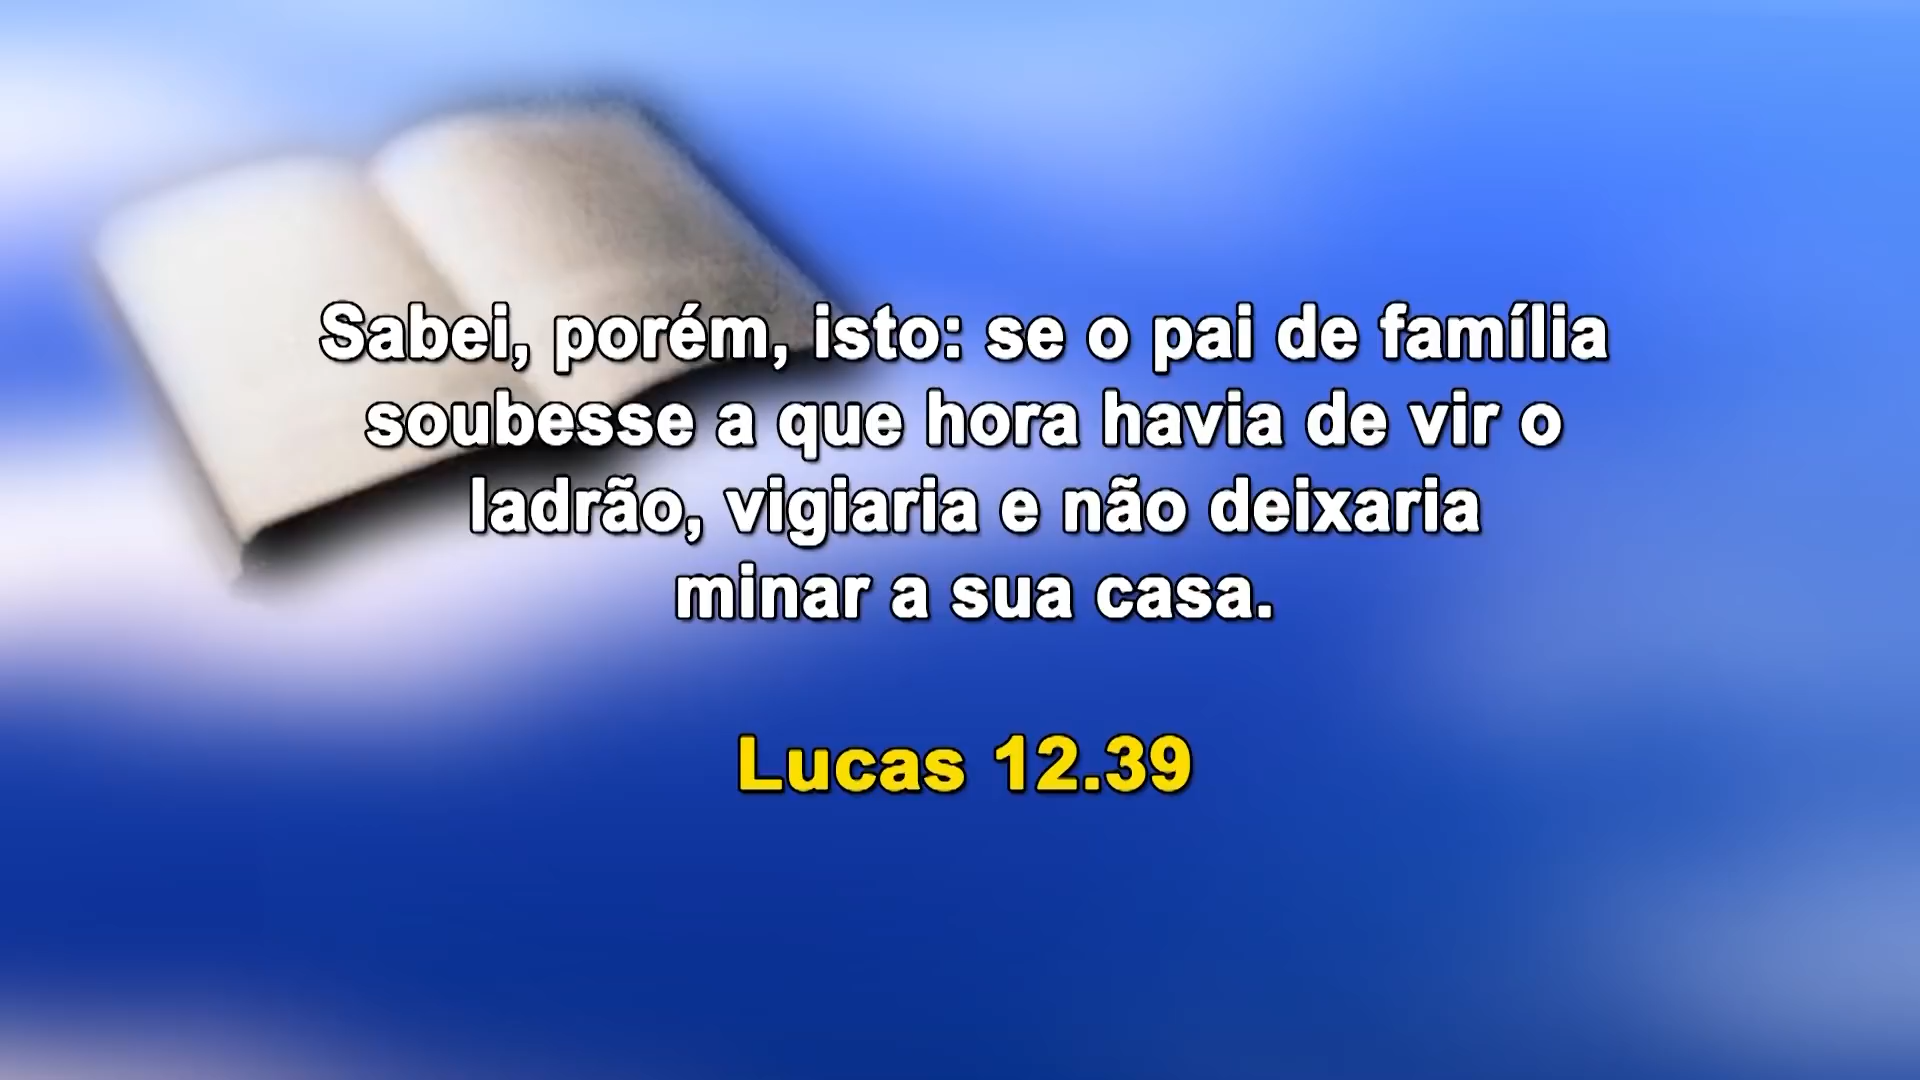 Sabei, porém, isto: se o pai de família
soubesse a que hora havia de vir o
ladrão, vigiaria e não deixaria
minar a sua casa.
Lucas 12.39